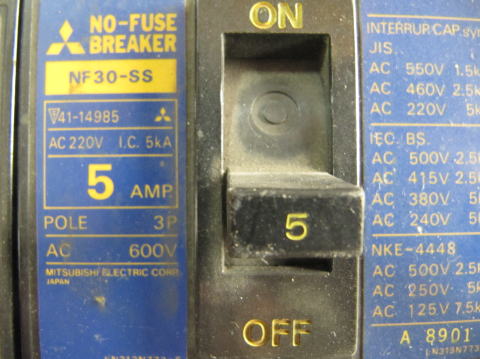 NO-FUSE
BREAKER
NF30-SS
41-14985
AC 220V I.C. 5kA
5 AMP
POLE 3P
AC 600V
MITSUBISHI ELECTRIC CORP.
JAPAN
ON
5
OFF
INTERRUP. CAP.
JIS.
AC 550V
AC 460V
AC 220V
IEC. BS.
AC 500V
AC 415V
AC 380V
AC 240V
NKE-4448
AC 500V
AC 250V
AC 125V
A 8901